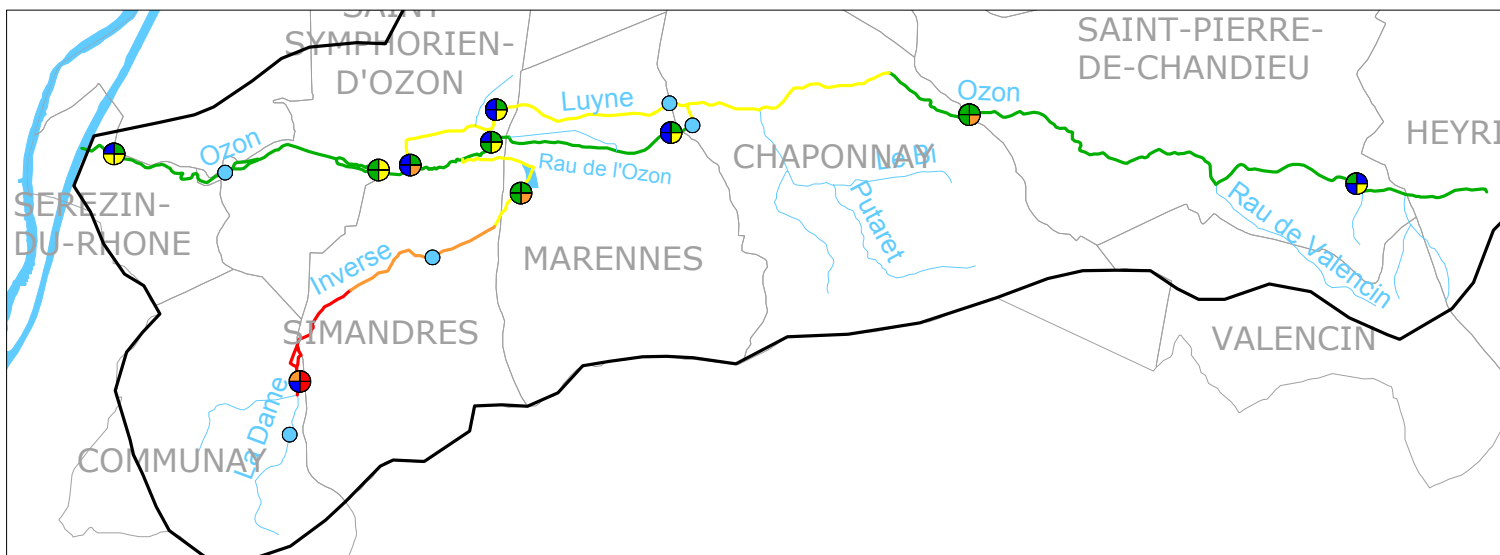 SAINT-
SYMPHORIEN-
D'OZON
SAINT-PIERRE-
DE-CHANDIEU
Luyne
Ozon
HEYRI
Ozon
CHAPONNAY
Rau de l'Ozon
Putaret
Rau de Valencin
SEREZIN-
DU-RHONE
MARENNES
Inverse
SIMANDRES
VALENCIN
La Dame
COMMUNAY